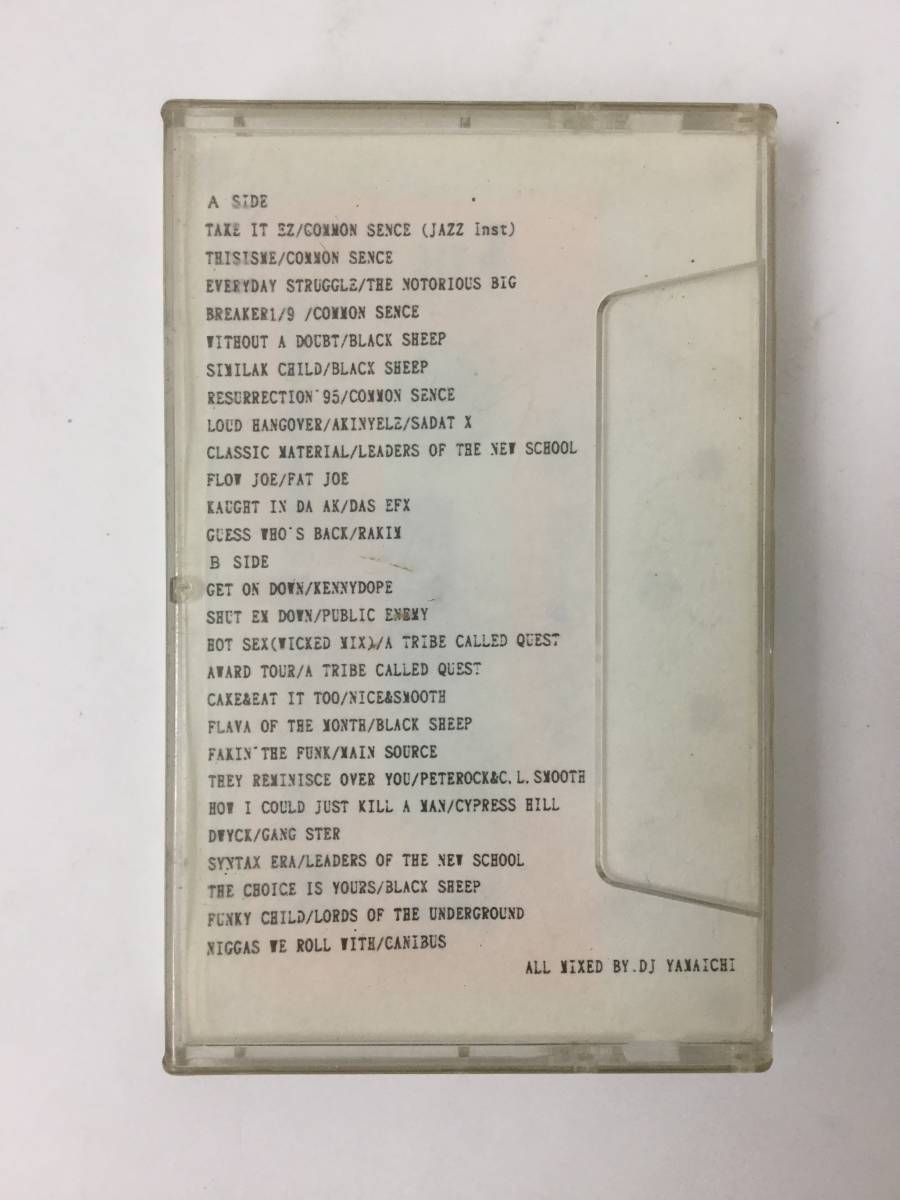 A SIDE
TAKE IT EZ/COMMON SENCE (JAZZ Inst)
THISISME/COMMON SENCE
EVERYDAY STRUGGLE/THE NOTORIOUS BIG
BREAKER1/9 /COMMON SENCE
WITHOUT A DOUBT/BLACK SHEEP
SIMILAK CHILD/BLACK SHEEP
RESURRECTION'95/COMMON SENCE
LOUD HANGOVER/AKINYELE/SADAT X
CLASSIC MATERIAL/LEADERS OF THE NEW SCHOOL
FLOW JOE/FAT JOE
KAUGHT IN DA AK/DAS EFX
GUESS WHO'S BACK/RAKIM
B SIDE
GET ON DOWN/KENNYDOPE
SHUT EM DOWN/PUBLIC ENEMY
HOT SEX(WICKED MIX)/A TRIBE CALLED QUEST
AWARD TOUR/A TRIBE CALLED QUEST
CAKE&EAT IT TOO/NICE&SMOOTH
FLAVA OF THE MONTH/BLACK SHEEP
FAKIN'THE FUNK/MAIN SOURCE
THEY REMINISCE OVER YOU/PETEROCK&C.L.SMOOTH
HOW I COULD JUST KILL A MAN/CYPRESS HILL
DWYCK/GANG STER
SYNTAX ERA/LEADERS OF THE NEW SCHOOL
THE CHOICE IS YOURS/BLACK SHEEP
FUNKY CHILD/LORDS OF THE UNDERGROUND
NIGGAS WE ROLL WITH/CANIBUS
ALL MIXED BY.DJ YAMAICHI